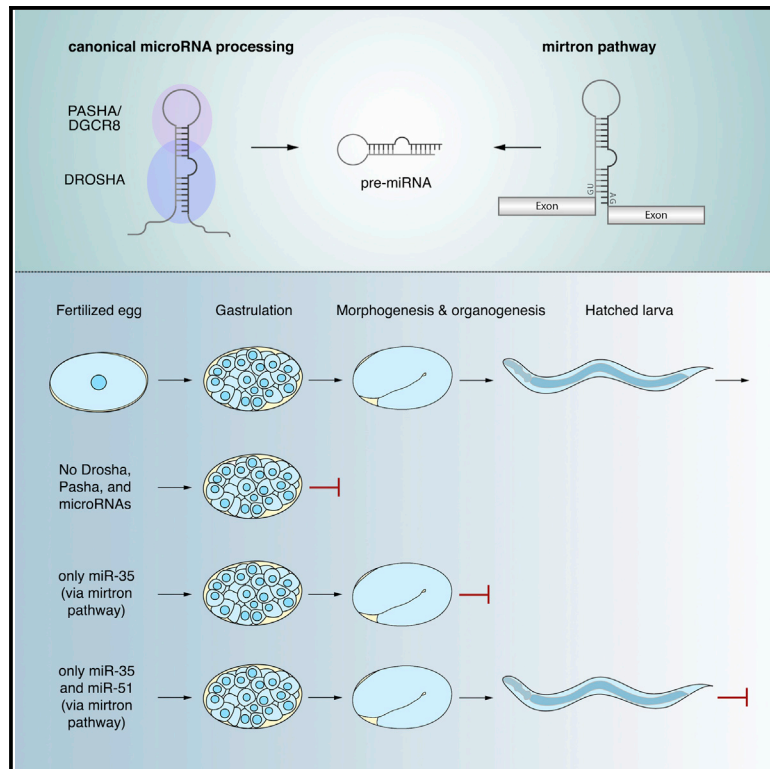 canonical microRNA processing
mirtron pathway
PASHA/
DGCR8
DROSHA
pre-miRNA
GU
AG
Exon
Exon
Fertilized egg
Gastrulation
Morphogenesis & organogenesis
Hatched larva
No Drosha,
Pasha, and
microRNAs
only miR-35
(via mirtron
pathway)
only miR-35
and miR-51
(via mirtron
pathway)